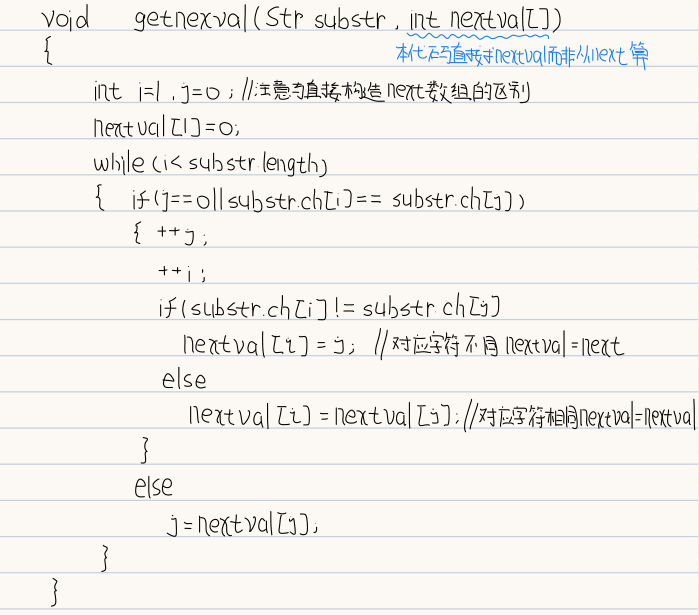 void getnexval(Str substr, int nextval[])
{
本代码直接求nextval而非从next算
int i=1, j=0; //注意与直接构造next数组的区别
nextval[1]=0;
while(i<substr.length)
{ if(j==0||substr.ch[i]== substr.ch[j])
{ ++j;
++i;
if(substr.ch[i]!=substr.ch[j])
nextval[i]=j; //对应字符不同 nextval=next
else
nextval[i]=nextval[j]; //对应字符相同nextval=nextval
}
else
j=nextval[j];
}
}